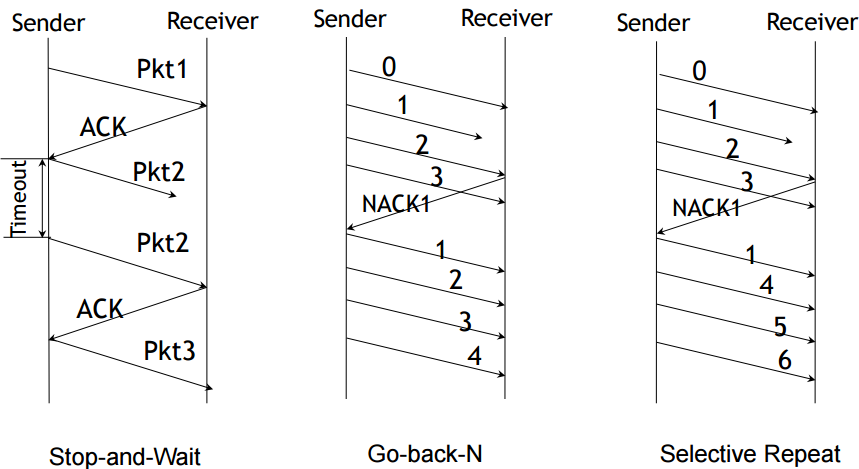 Sender Receiver
Pkt1
ACK
Pkt2
Timeout
Pkt2
ACK
Pkt3
Stop-and-Wait
Sender Receiver
0
1
2
3
NACK1
1
2
3
4
Go-back-N
Sender Receiver
0
1
2
3
NACK1
1
4
5
6
Selective Repeat